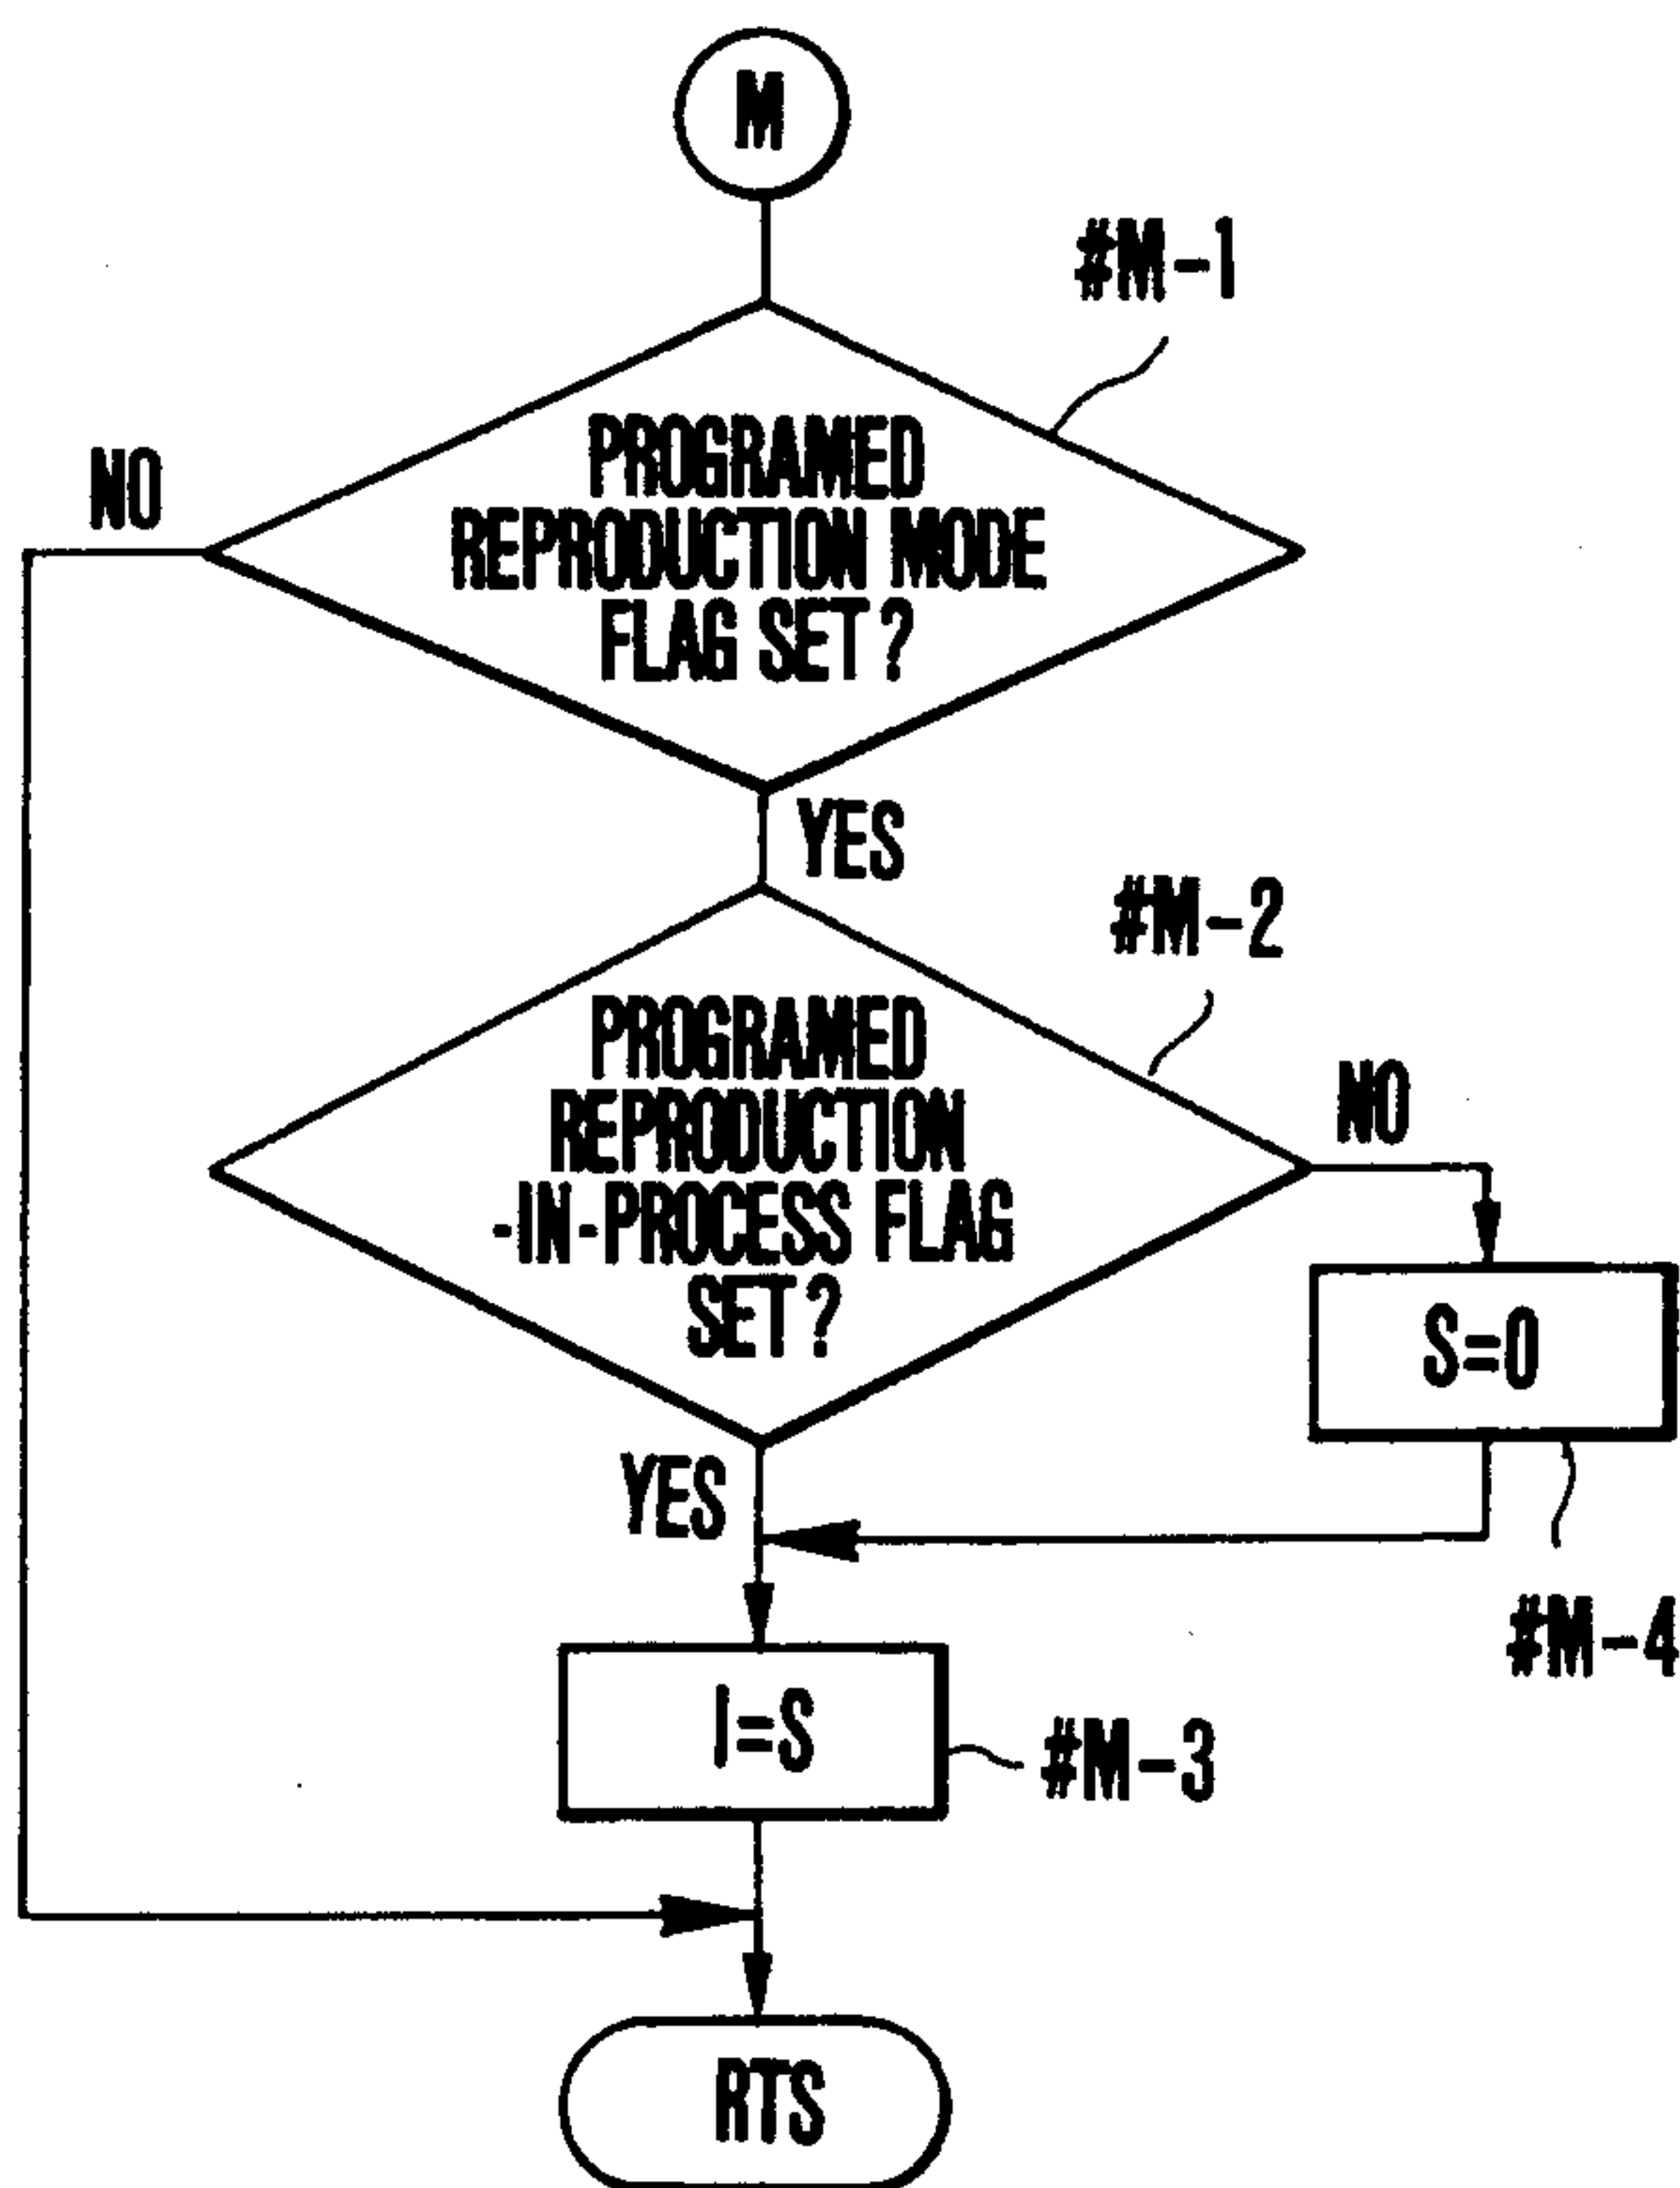 M
#M-1
PROGRAMED
REPRODUCTION MODE
FLAG SET?
NO
YES
#M-2
PROGRAMED
REPRODUCTION
-IN-PROCESS FLAG
SET?
NO
S=0
YES
#M-4
I=S
#M-3
RTS